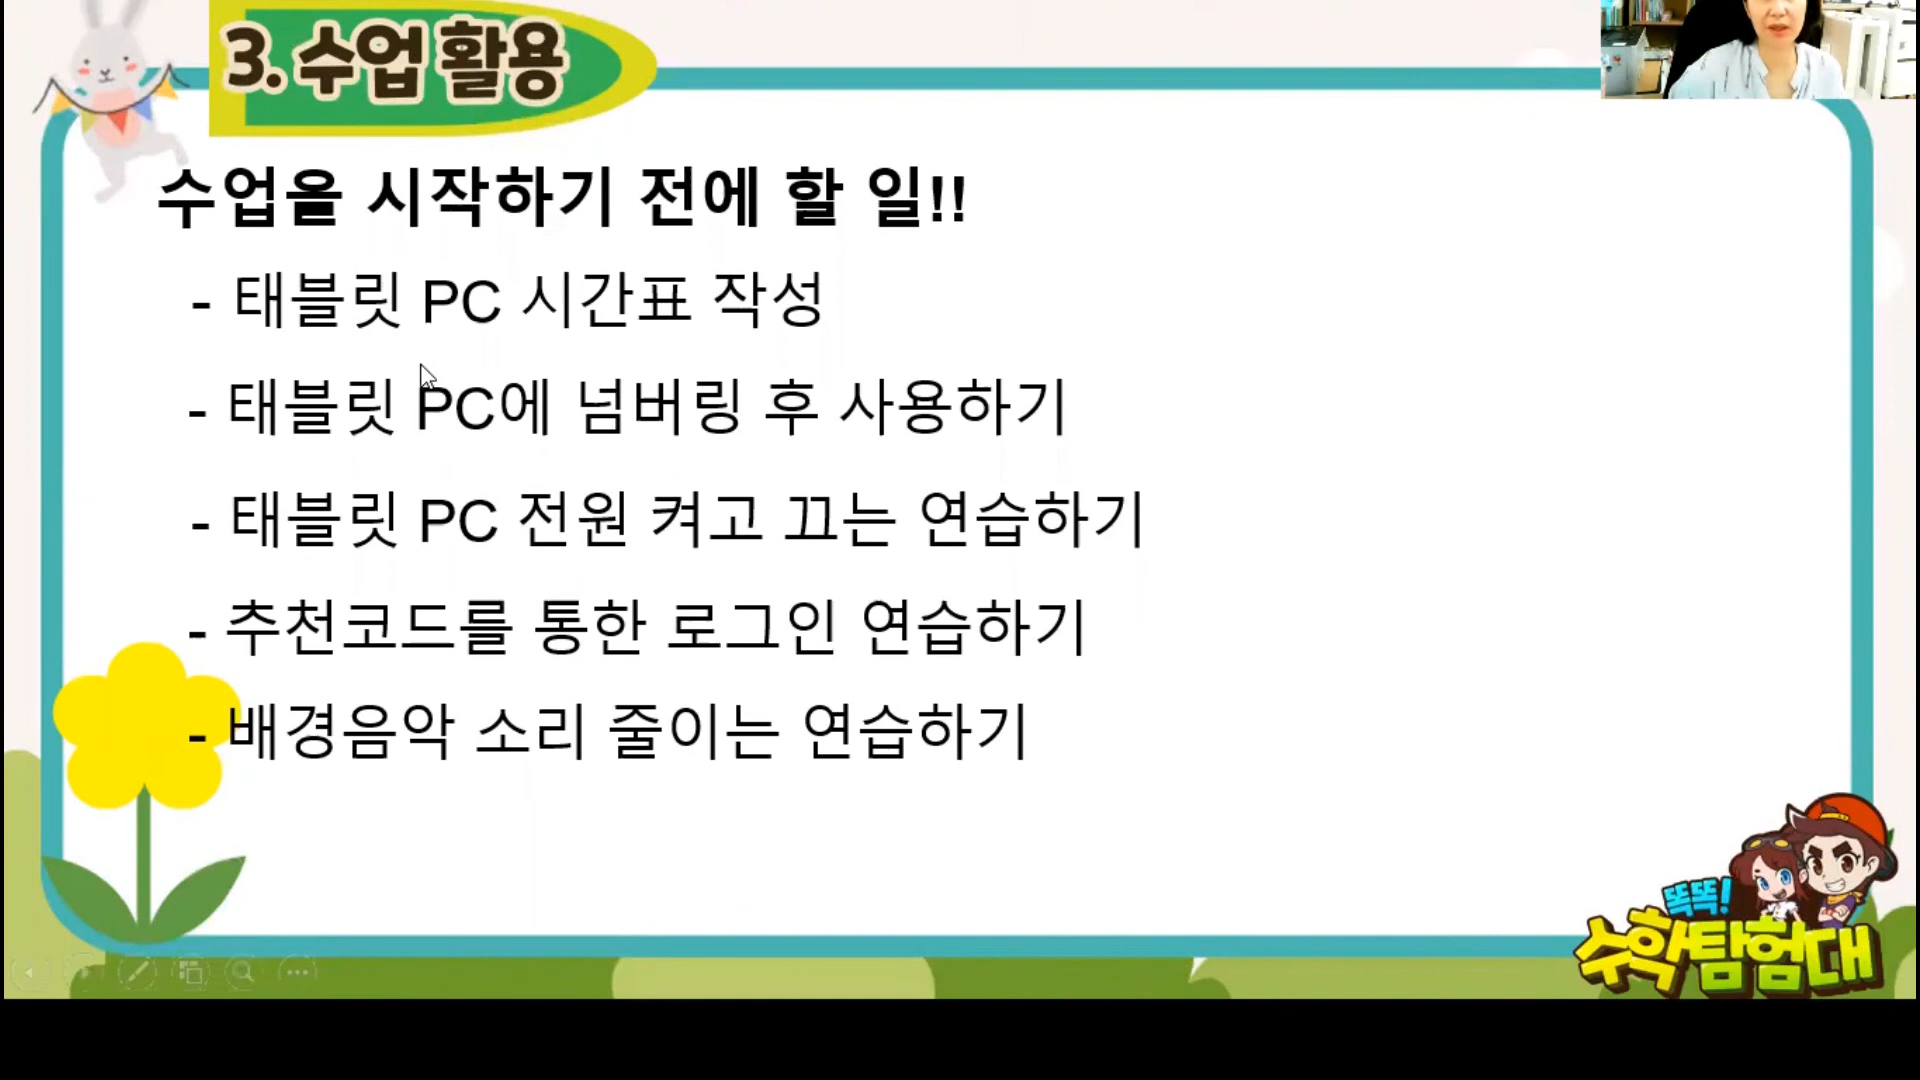 3. 수업 활용
수업을 시작하기 전에 할 일!!
- 태블릿 PC 시간표 작성
- 태블릿 PC에 넘버링 후 사용하기
- 태블릿 PC 전원 켜고 끄는 연습하기
- 추천코드를 통한 로그인 연습하기
- 배경음악 소리 줄이는 연습하기
똑똑!
수학탐험대